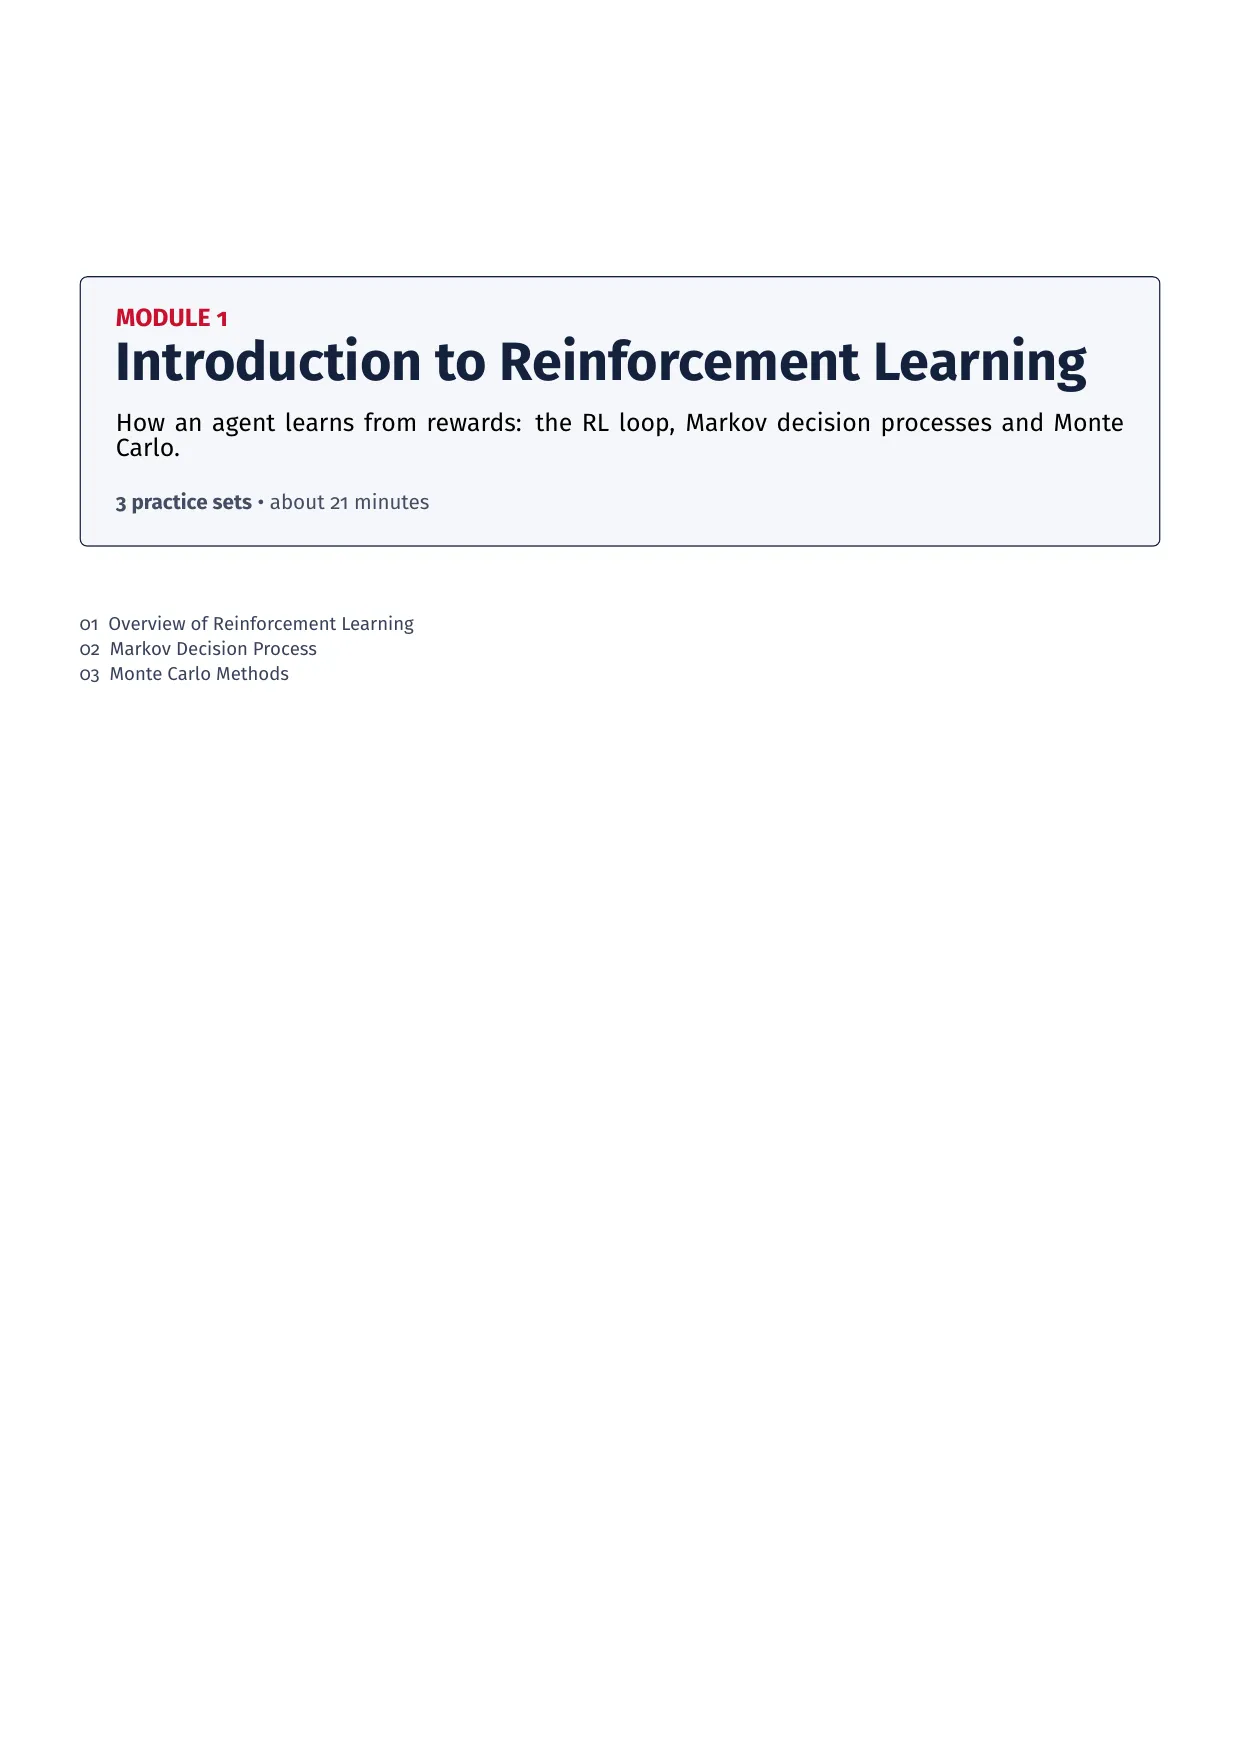 MODULE 1
Introduction to Reinforcement Learning
How an agent learns from rewards: the RL loop, Markov decision processes and Monte
Carlo.
3 practice sets • about 21 minutes
01 Overview of Reinforcement Learning
02 Markov Decision Process
03 Monte Carlo Methods